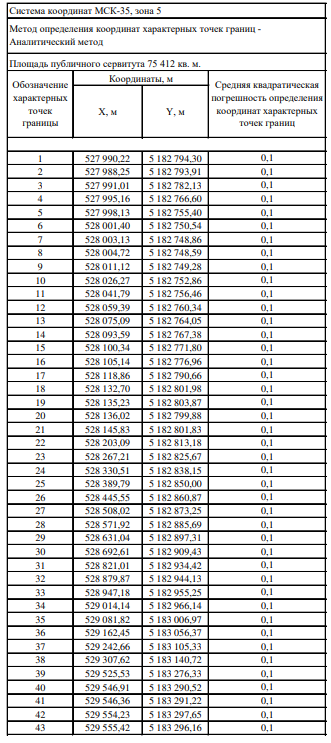 Система координат МСК-35, зона 5
Метод определения координат характерных точек границ -
Аналитический метод
Площадь публичного сервитута 75 412 кв. м.
Обозначение характерных точек границы
Координаты, м
X, м
Y, м
Средняя квадратическая погрешность определения координат характерных точек границ
1 527 990,22 5 182 794,30 0,1
2 527 988,25 5 182 793,91 0,1
3 527 991,01 5 182 782,13 0,1
4 527 995,16 5 182 766,60 0,1
5 527 998,13 5 182 755,40 0,1
6 528 001,40 5 182 750,54 0,1
7 528 003,13 5 182 748,86 0,1
8 528 004,72 5 182 748,59 0,1
9 528 011,12 5 182 749,28 0,1
10 528 026,27 5 182 752,86 0,1
11 528 041,79 5 182 756,46 0,1
12 528 059,39 5 182 760,34 0,1
13 528 075,09 5 182 764,05 0,1
14 528 093,59 5 182 767,38 0,1
15 528 100,34 5 182 771,80 0,1
16 528 105,14 5 182 776,96 0,1
17 528 118,86 5 182 790,66 0,1
18 528 132,70 5 182 801,98 0,1
19 528 135,23 5 182 803,87 0,1
20 528 136,02 5 182 799,88 0,1
21 528 145,83 5 182 801,83 0,1
22 528 203,09 5 182 813,18 0,1
23 528 267,21 5 182 825,67 0,1
24 528 330,51 5 182 838,15 0,1
25 528 389,79 5 182 850,00 0,1
26 528 445,55 5 182 860,87 0,1
27 528 508,02 5 182 873,25 0,1
28 528 571,92 5 182 885,69 0,1
29 528 631,04 5 182 897,31 0,1
30 528 692,61 5 182 909,43 0,1
31 528 821,01 5 182 934,42 0,1
32 528 879,87 5 182 944,13 0,1
33 528 947,18 5 182 955,25 0,1
34 529 014,14 5 182 966,14 0,1
35 529 081,82 5 183 006,97 0,1
36 529 162,45 5 183 056,37 0,1
37 529 242,66 5 183 105,33 0,1
38 529 307,62 5 183 140,72 0,1
39 529 525,53 5 183 276,33 0,1
40 529 546,91 5 183 290,52 0,1
41 529 546,36 5 183 291,22 0,1
42 529 554,23 5 183 297,65 0,1
43 529 555,42 5 183 296,16 0,1